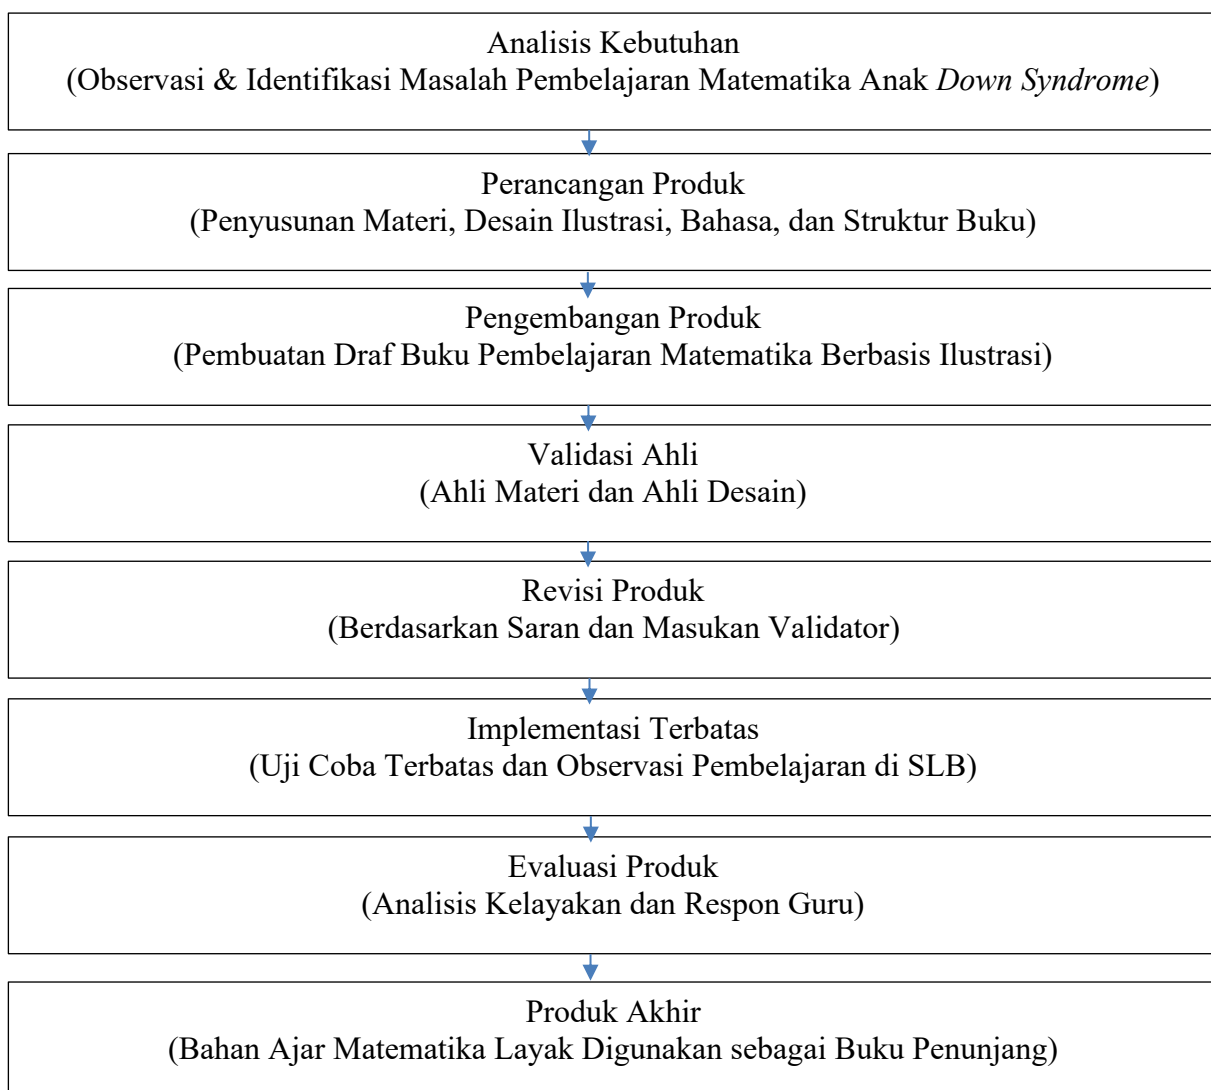 Analisis Kebutuhan
(Observasi & Identifikasi Masalah Pembelajaran Matematika Anak Down Syndrome)
Perancangan Produk
(Penyusunan Materi, Desain Ilustrasi, Bahasa, dan Struktur Buku)
Pengembangan Produk
(Pembuatan Draf Buku Pembelajaran Matematika Berbasis Ilustrasi)
Validasi Ahli
(Ahli Materi dan Ahli Desain)
Revisi Produk
(Berdasarkan Saran dan Masukan Validator)
Implementasi Terbatas
(Uji Coba Terbatas dan Observasi Pembelajaran di SLB)
Evaluasi Produk
(Analisis Kelayakan dan Respon Guru)
Produk Akhir
(Bahan Ajar Matematika Layak Digunakan sebagai Buku Penunjang)